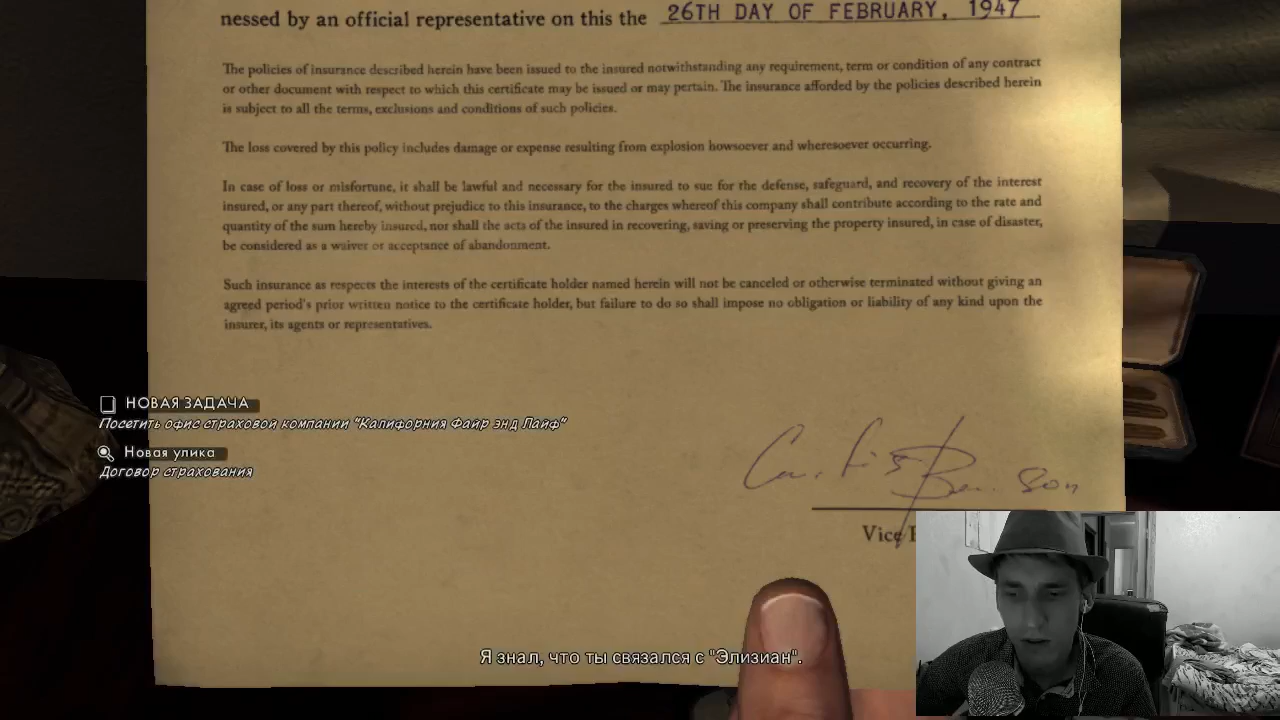 nessed by an official representative on this the 26TH DAY OF FEBRUARY, 1947
The policies of insurance described herein have been issued to the insured notwithstanding any requirement, term or condition of any contract
or other document with respect to which this certificate may be issued or may pertain. The insurance afforded by the policies described herein
is subject to all the terms, exclusions and conditions of such policies.
The loss covered by this policy includes damage or expense resulting from explosion howsoever and wheresoever occurring.
In case of loss or misfortune, it shall be lawful and necessary for the insured to sue for the defense, safeguard, and recovery of the interest
insured, or any part thereof, without prejudice to this insurance, to the charges whereof this company shall contribute according to the rate and
quantity of the sum hereby insured, nor shall the acts of the insured in recovering, saving or preserving the property insured, in case of disaster,
be considered as a waiver or acceptance of abandonment.
Such insurance as respects the interests of the certificate holder named herein will not be canceled or otherwise terminated without giving an
agreed period's prior written notice to the certificate holder, but failure to do so shall impose no obligation or liability of any kind upon the
insurer, its agents or representatives.
НОВАЯ ЗАДАЧА
Посетить офис страховой компании "Калифорния Файр энд Лайф"
Новая улика
Договор страхования
Curtis Benson
Vice
Я знал, что ты связался с "Элизиан".